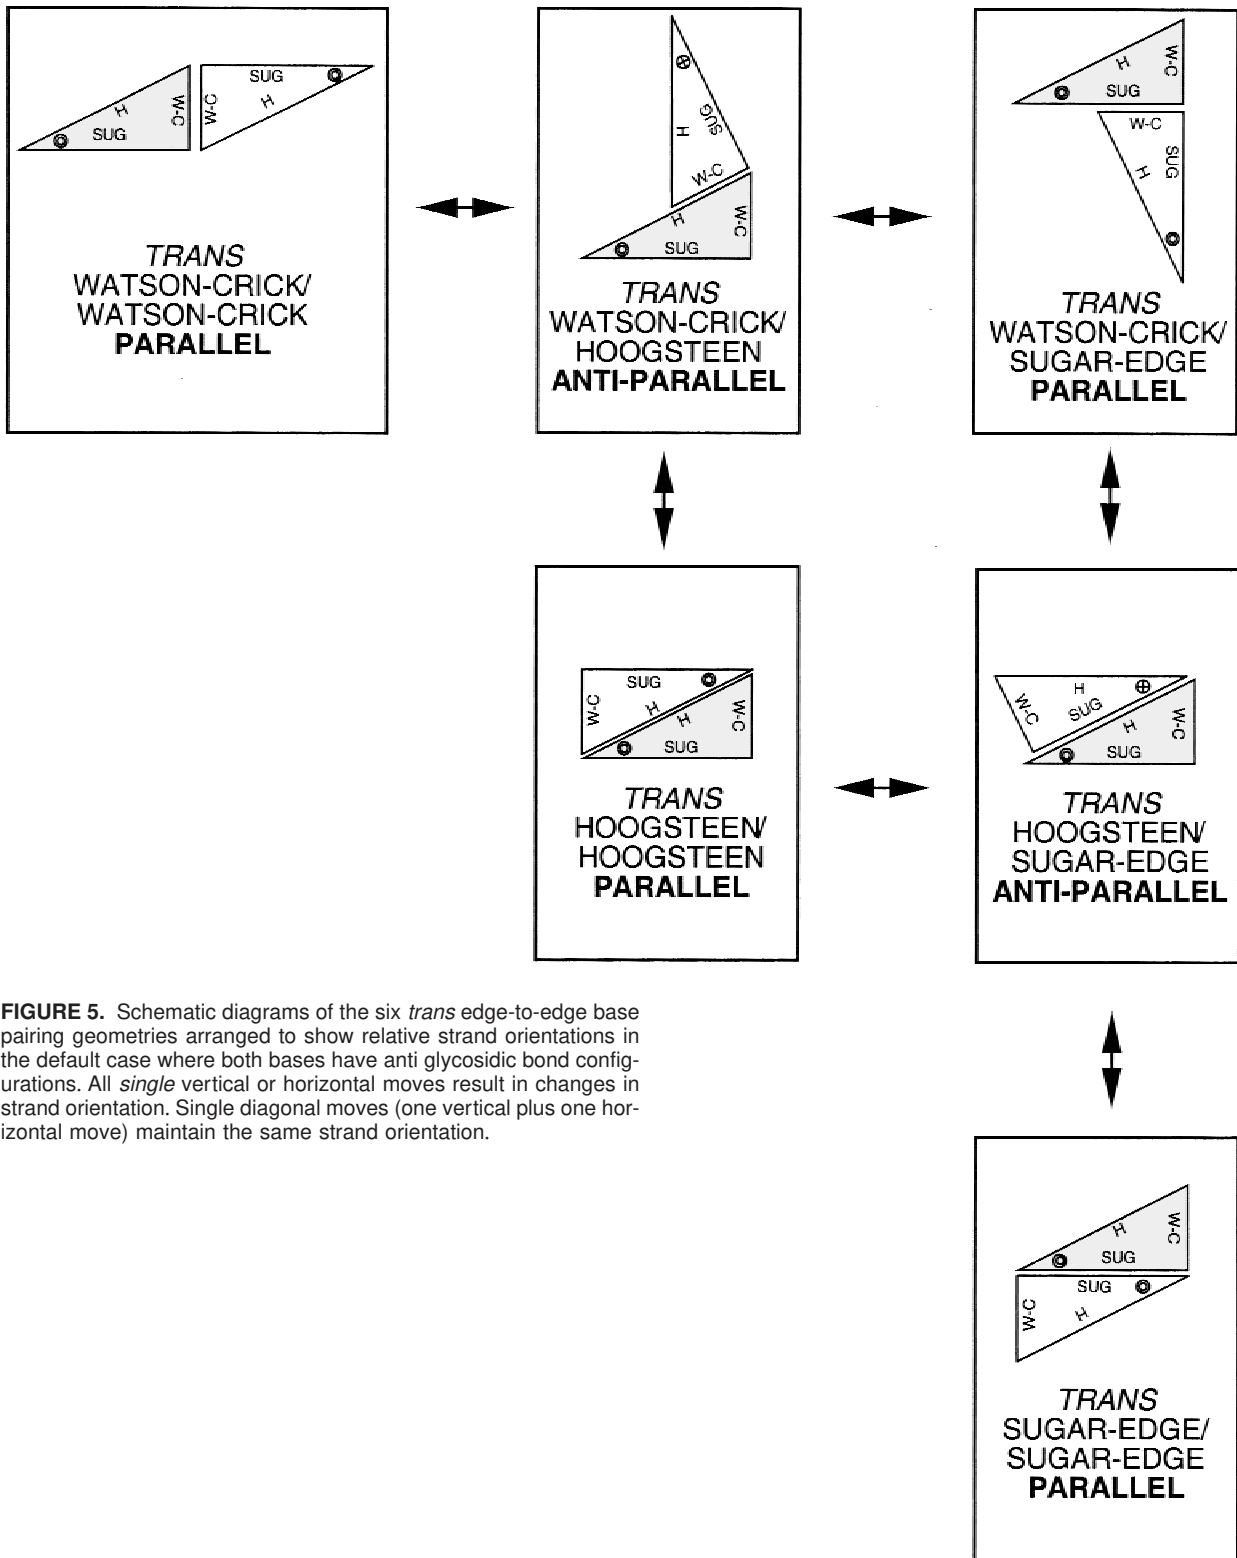 SUG
H
W-C
W-C
SUG
H
TRANS
WATSON-CRICK/
WATSON-CRICK
PARALLEL
H
SUG
W-C
H
SUG
W-C
TRANS
WATSON-CRICK/
HOOGSTEEN
ANTI-PARALLEL
H
SUG
W-C
W-C
SUG
H
TRANS
WATSON-CRICK/
SUGAR-EDGE
PARALLEL
SUG
W-C
H
H
SUG
W-C
TRANS
HOOGSTEEN/
HOOGSTEEN
PARALLEL
H
SUG
W-C
H
SUG
W-C
TRANS
HOOGSTEEN/
SUGAR-EDGE
ANTI-PARALLEL
FIGURE 5. Schematic diagrams of the six trans edge-to-edge base
pairing geometries arranged to show relative strand orientations in
the default case where both bases have anti glycosidic bond config-
urations. All single vertical or horizontal moves result in changes in
strand orientation. Single diagonal moves (one vertical plus one hor-
izontal move) maintain the same strand orientation.
H
SUG
W-C
SUG
W-C
H
TRANS
SUGAR-EDGE/
SUGAR-EDGE
PARALLEL